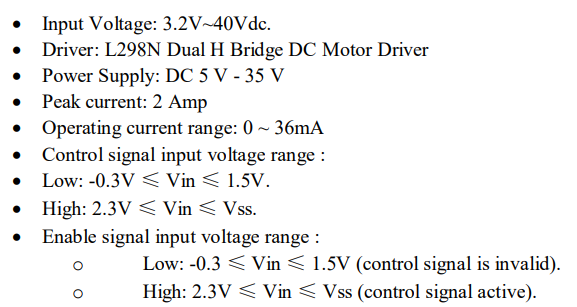 • Input Voltage: 3.2V~40Vdc.
• Driver: L298N Dual H Bridge DC Motor Driver
• Power Supply: DC 5 V - 35 V
• Peak current: 2 Amp
• Operating current range: 0 ~ 36mA
• Control signal input voltage range :
• Low: -0.3V ≤ Vin ≤ 1.5V.
• High: 2.3V ≤ Vin ≤ Vss.
• Enable signal input voltage range :
o Low: -0.3 ≤ Vin ≤ 1.5V (control signal is invalid).
o High: 2.3V ≤ Vin ≤ Vss (control signal active).